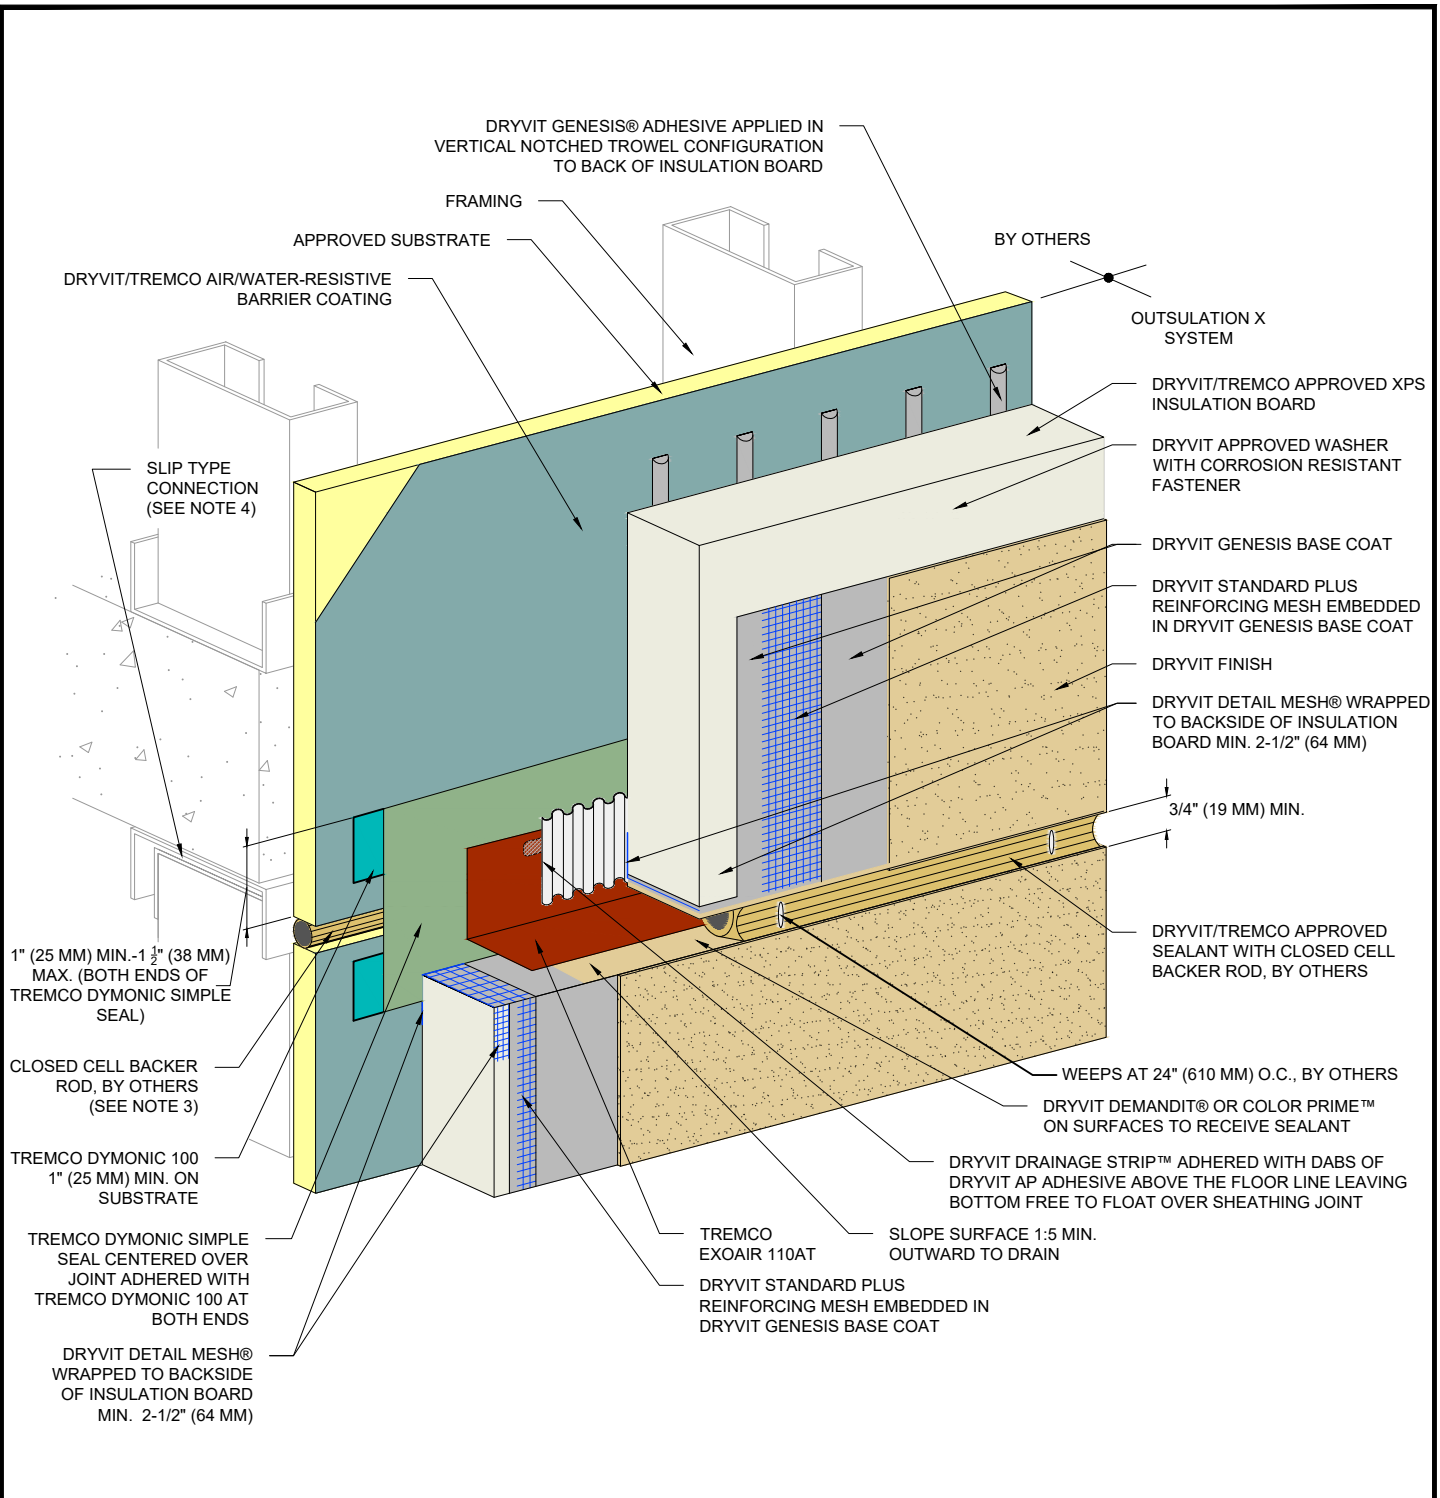 DRYVIT GENESIS® ADHESIVE APPLIED IN
VERTICAL NOTCHED TROWEL CONFIGURATION
TO BACK OF INSULATION BOARD
FRAMING
APPROVED SUBSTRATE
DRYVIT/TREMCO AIR/WATER-RESISTIVE
BARRIER COATING
BY OTHERS
OUTSULATION X
SYSTEM
DRYVIT/TREMCO APPROVED XPS
INSULATION BOARD
DRYVIT APPROVED WASHER
WITH CORROSION RESISTANT
FASTENER
DRYVIT GENESIS BASE COAT
DRYVIT STANDARD PLUS
REINFORCING MESH EMBEDDED
IN DRYVIT GENESIS BASE COAT
DRYVIT FINISH
DRYVIT DETAIL MESH® WRAPPED
TO BACKSIDE OF INSULATION
BOARD MIN. 2-1/2" (64 MM)
3/4" (19 MM) MIN.
DRYVIT/TREMCO APPROVED
SEALANT WITH CLOSED CELL
BACKER ROD, BY OTHERS
WEEPS AT 24" (610 MM) O.C., BY OTHERS
DRYVIT DEMANDIT® OR COLOR PRIME™
ON SURFACES TO RECEIVE SEALANT
DRYVIT DRAINAGE STRIP™ ADHERED WITH DABS OF
DRYVIT AP ADHESIVE ABOVE THE FLOOR LINE LEAVING
BOTTOM FREE TO FLOAT OVER SHEATHING JOINT
SLOPE SURFACE 1:5 MIN.
OUTWARD TO DRAIN
TREMCO
EXOAIR 110AT
DRYVIT STANDARD PLUS
REINFORCING MESH EMBEDDED IN
DRYVIT GENESIS BASE COAT
SLIP TYPE
CONNECTION
(SEE NOTE 4)
1" (25 MM) MIN.-1 1/2" (38 MM)
MAX. (BOTH ENDS OF
TREMCO DYMONIC SIMPLE
SEAL)
CLOSED CELL BACKER
ROD, BY OTHERS
(SEE NOTE 3)
TREMCO DYMONIC 100
1" (25 MM) MIN. ON
SUBSTRATE
TREMCO DYMONIC SIMPLE
SEAL CENTERED OVER
JOINT ADHERED WITH
TREMCO DYMONIC 100 AT
BOTH ENDS
DRYVIT DETAIL MESH®
WRAPPED TO BACKSIDE
OF INSULATION BOARD
MIN. 2-1/2" (64 MM)